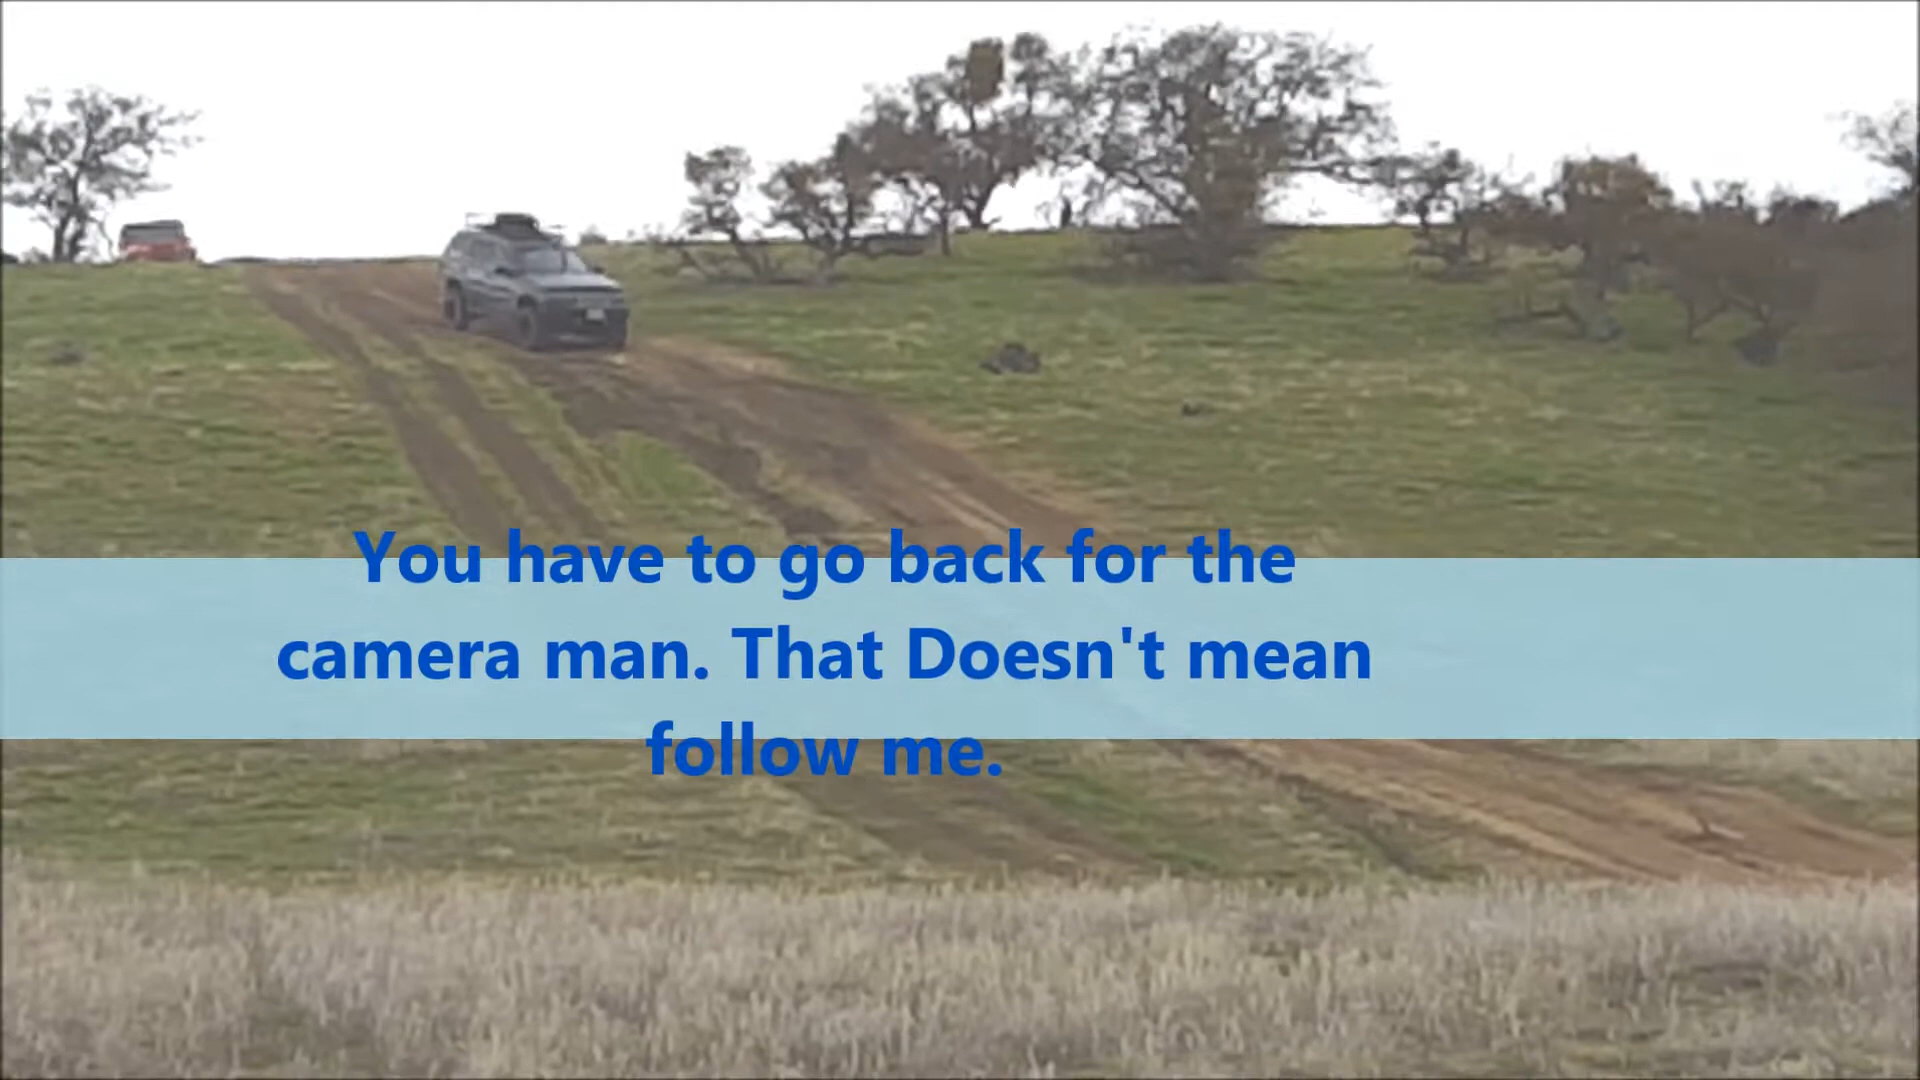 You have to go back for the
camera man. That Doesn't mean
follow me.